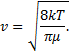 v = √(8kT / πμ).